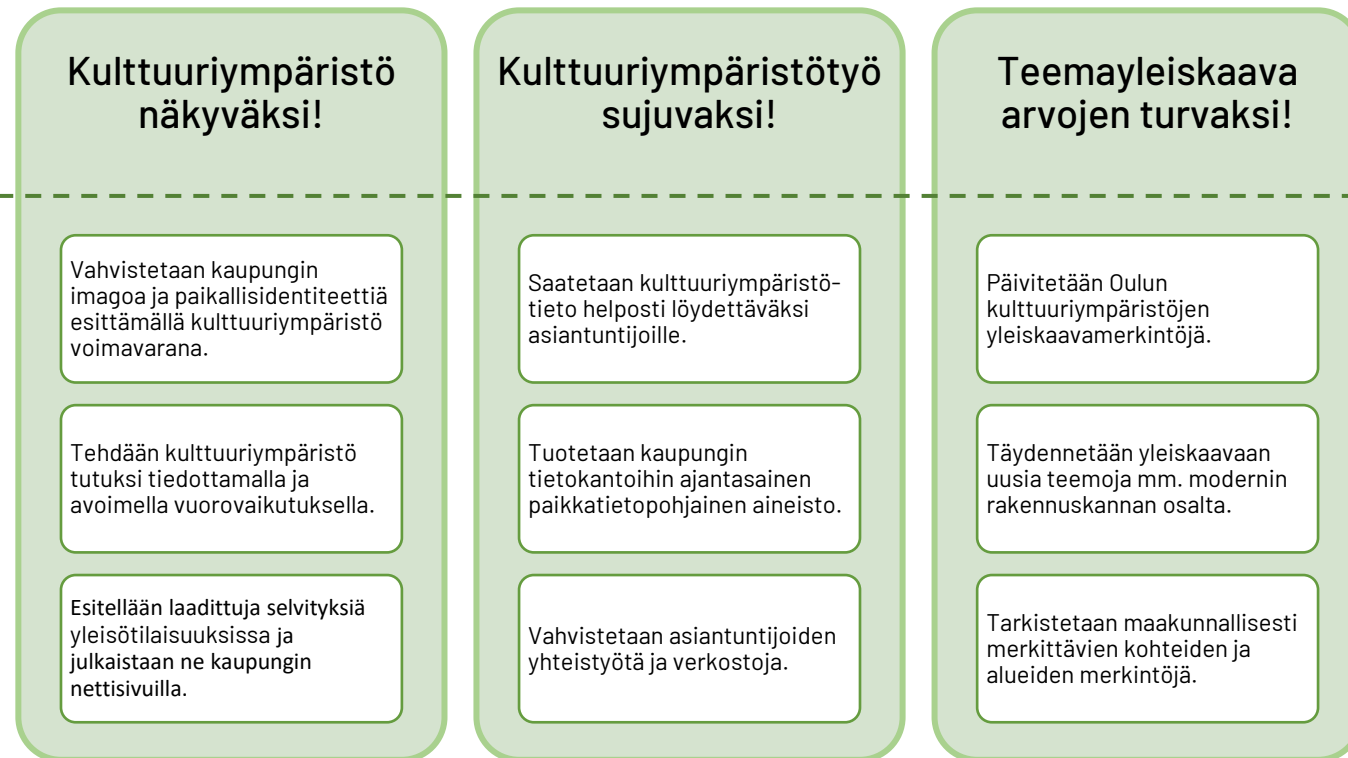 Kulttuuriympäristö
näkyväksi!
Vahvistetaan kaupungin
imagoa ja paikallisidentiteettiä
esittämällä kulttuuriympäristö
voimavarana.
Tehdään kulttuuriympäristö
tutuksi tiedottamalla ja
avoimella vuorovaikutuksella.
Esitellään laadittuja selvityksiä
yleisötilaisuuksissa ja
julkaistaan ne kaupungin
nettisivuilla.
Kulttuuriympäristötyö
sujuvaksi!
Saatetaan kulttuuriympäristö-
tieto helposti löydettäväksi
asiantuntijoille.
Tuotetaan kaupungin
tietokantoihin ajantasainen
paikkatietopohjainen aineisto.
Vahvistetaan asiantuntijoiden
yhteistyötä ja verkostoja.
Teemayleiskaava
arvojen turvaksi!
Päivitetään Oulun
kulttuuriympäristöjen
yleiskaavamerkintöjä.
Täydennetään yleiskaavaan
uusia teemoja mm. modernin
rakennuskannan osalta.
Tarkistetaan maakunnallisesti
merkittävien kohteiden ja
alueiden merkintöjä.